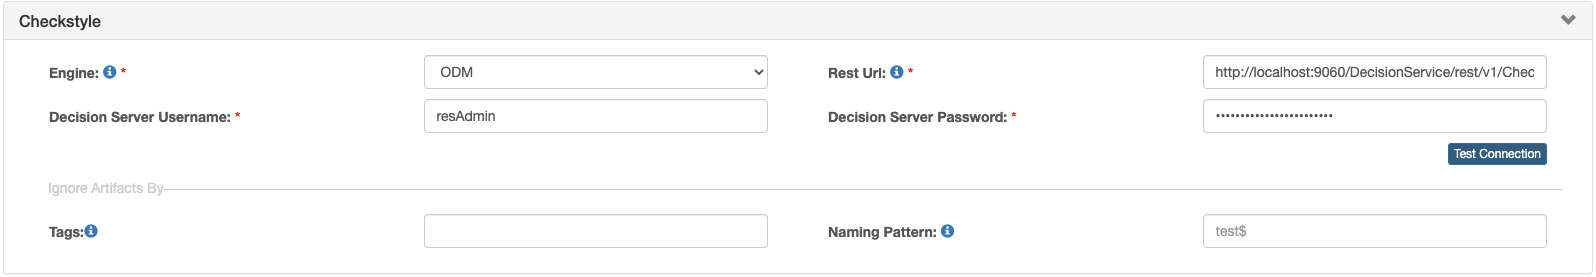 Checkstyle
Engine: * ODM Rest Url: * http://localhost:9060/DecisionService/rest/v1/Chec
Decision Server Username: * resAdmin Decision Server Password: * ••••••••••••••••••••••••
Test Connection
Ignore Artifacts By
Tags: Naming Pattern: test$